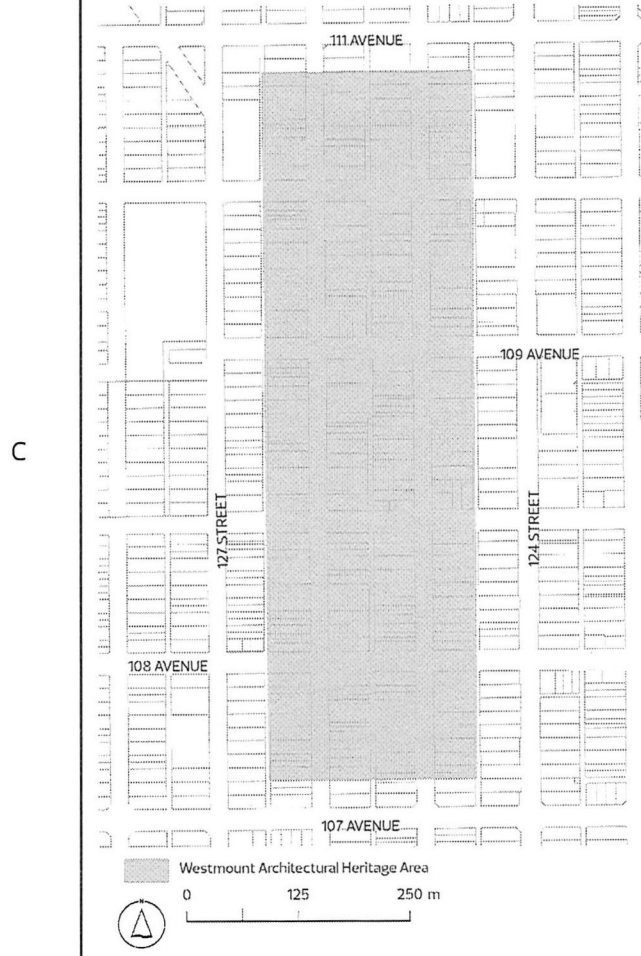 111 AVENUE
109 AVENUE
C
127 STREET
124 STREET
108 AVENUE
107 AVENUE
Westmount Architectural Heritage Area
N
0 125 250 m